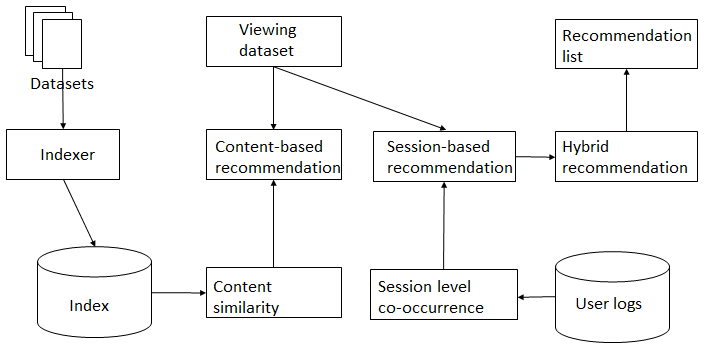 Datasets
Viewing
dataset
Recommendation
list
Indexer
Content-based
recommendation
Session-based
recommendation
Hybrid
recommendation
Index
Content
similarity
Session level
co-occurrence
User logs